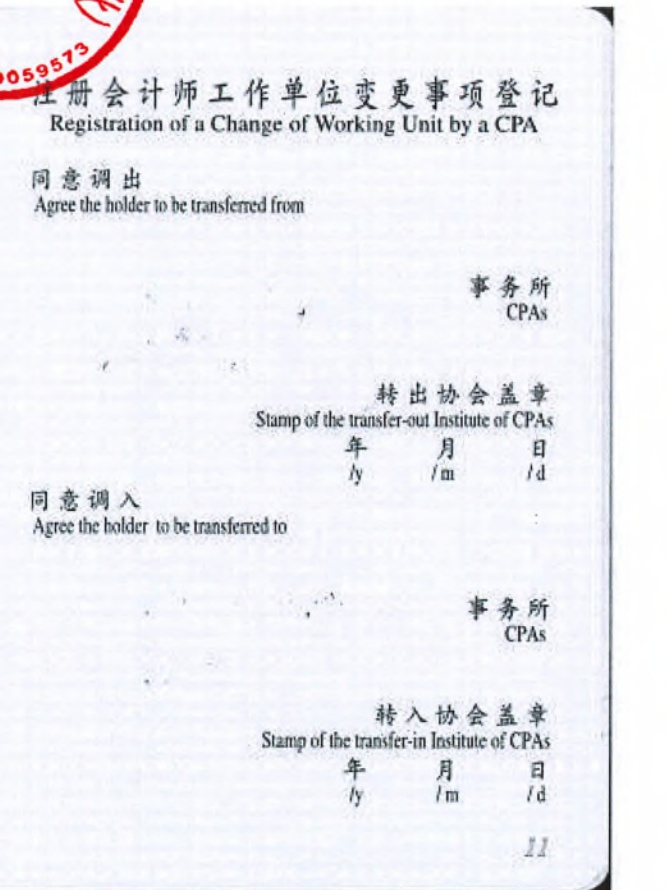 059573
注册会计师工作单位变更事项登记
Registration of a Change of Working Unit by a CPA
同意调出
Agree the holder to be transferred from
事务所
CPAs
转出协会盖章
Stamp of the transfer-out Institute of CPAs
年 月 日
/y /m /d
同意调入
Agree the holder to be transferred to
事务所
CPAs
转入协会盖章
Stamp of the transfer-in Institute of CPAs
年 月 日
/y /m /d
11